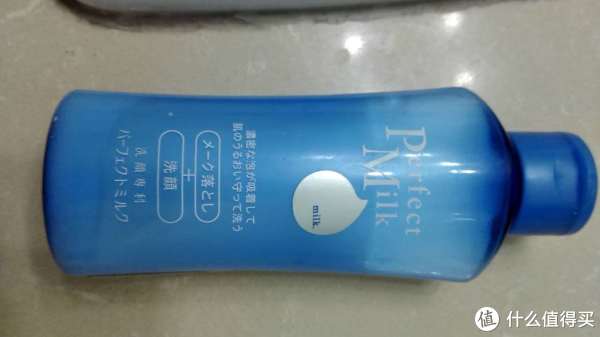 Perfect
Milk
milk
濃密な泡が吸着して
肌のうるおい守って洗う
メーク落とし
+
洗顔
洗顔専科
パーフェクトミルク
值 什么值得买